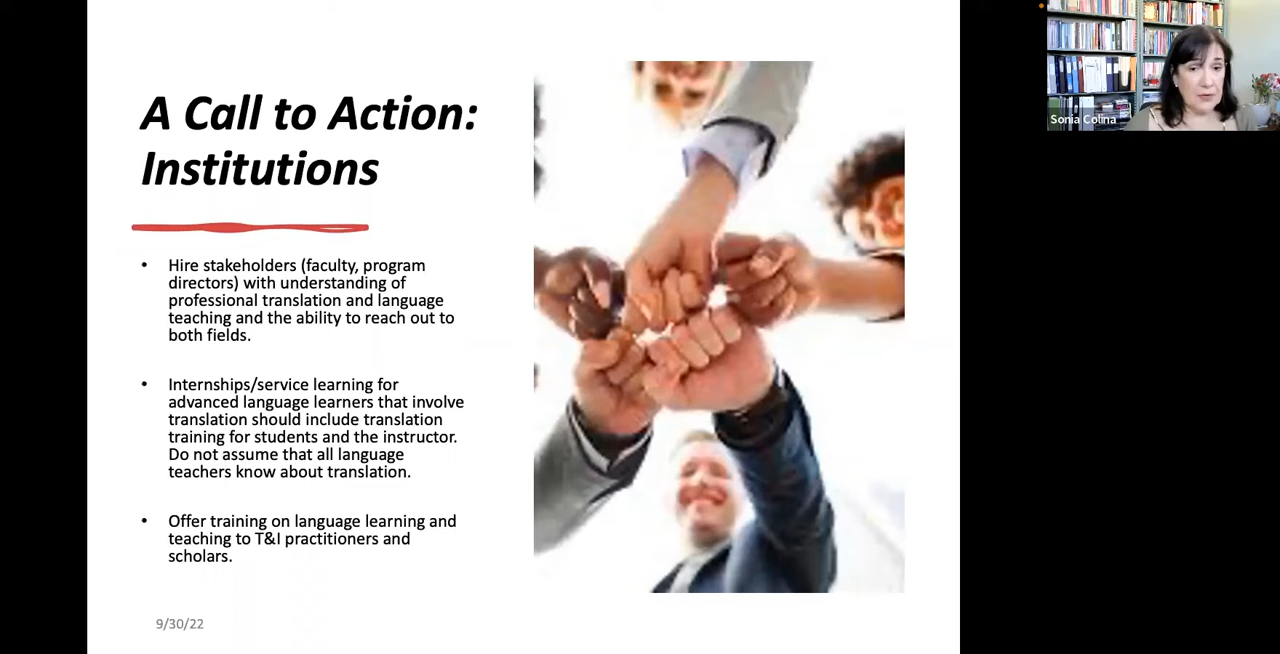 A Call to Action:
Institutions
• Hire stakeholders (faculty, program
directors) with understanding of
professional translation and language
teaching and the ability to reach out to
both fields.
• Internships/service learning for
advanced language learners that involve
translation should include translation
training for students and the instructor.
Do not assume that all language
teachers know about translation.
• Offer training on language learning and
teaching to T&I practitioners and
scholars.
9/30/22
Sonia Colina